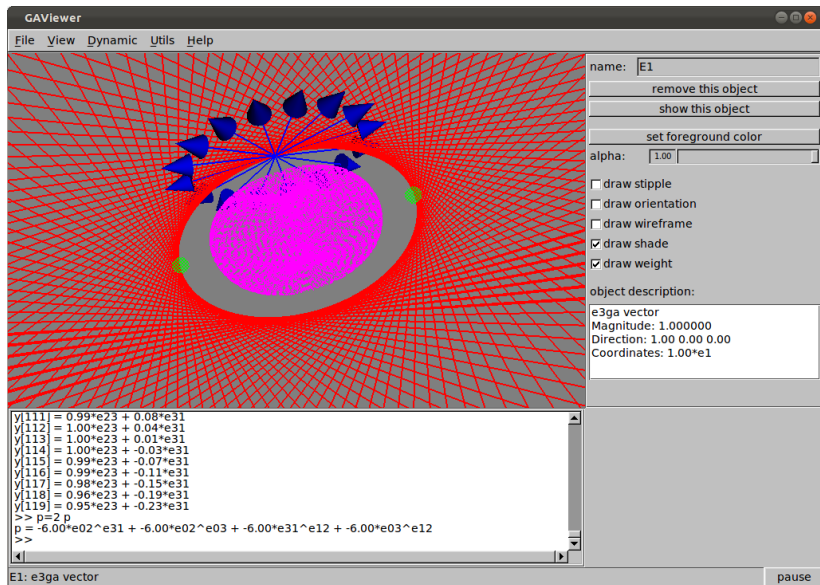 GAViewer
File View Dynamic Utils Help
name: E1
remove this object
show this object
set foreground color
alpha: 1.00
draw stipple
draw orientation
draw wireframe
draw shade
draw weight
object description:
e3ga vector
Magnitude: 1.000000
Direction: 1.00 0.00 0.00
Coordinates: 1.00*e1
y[111] = 0.99*e23 + 0.08*e31
y[112] = 1.00*e23 + 0.04*e31
y[113] = 1.00*e23 + 0.01*e31
y[114] = 1.00*e23 + -0.03*e31
y[115] = 0.99*e23 + -0.07*e31
y[116] = 0.99*e23 + -0.11*e31
y[117] = 0.98*e23 + -0.15*e31
y[118] = 0.96*e23 + -0.19*e31
y[119] = 0.95*e23 + -0.23*e31
>> p=2 p
p = -6.00*e02^e31 + -6.00*e02^e03 + -6.00*e31^e12 + -6.00*e03^e12
>>
E1: e3ga vector
pause